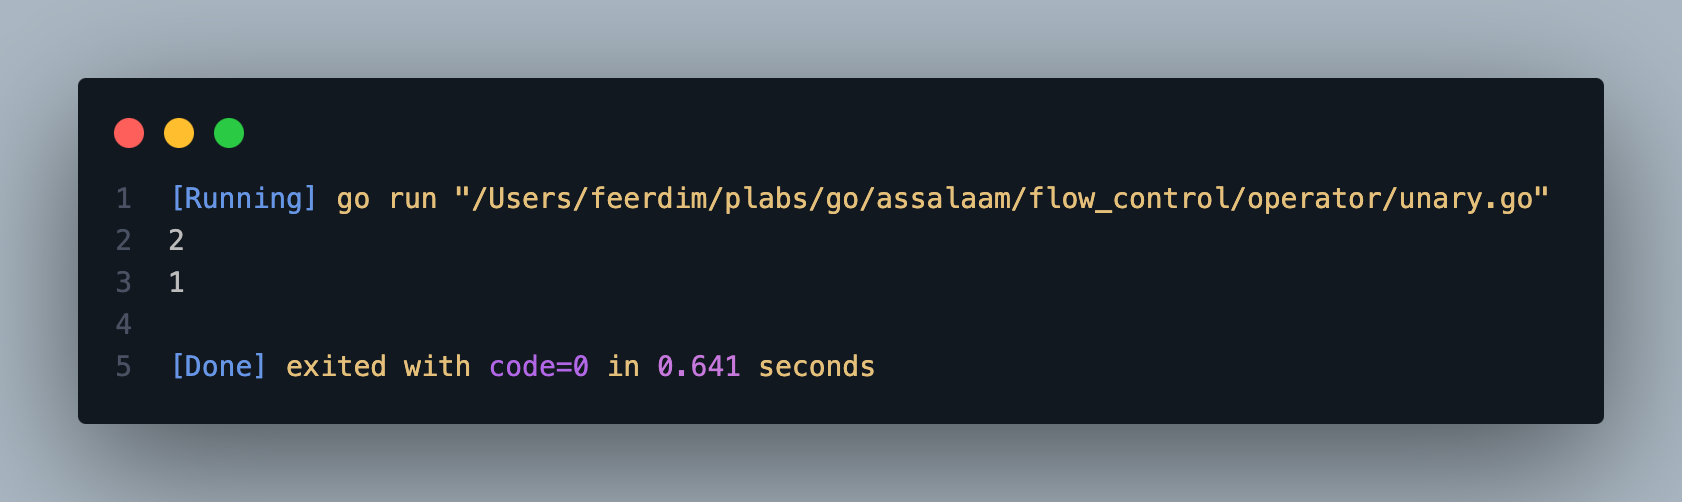 1 [Running] go run "/Users/feerdim/plabs/go/assalaam/flow_control/operator/unary.go"
2 2
3 1
4
5 [Done] exited with code=0 in 0.641 seconds